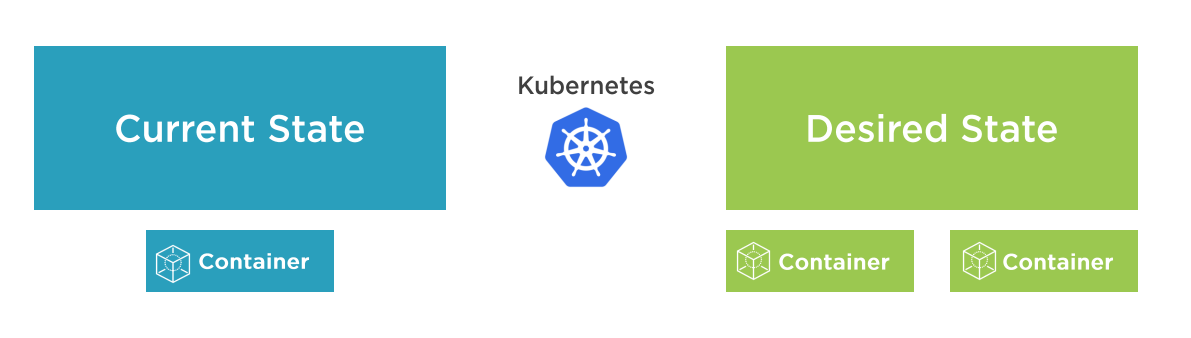 Kubernetes
Current State
Desired State
Container
Container
Container